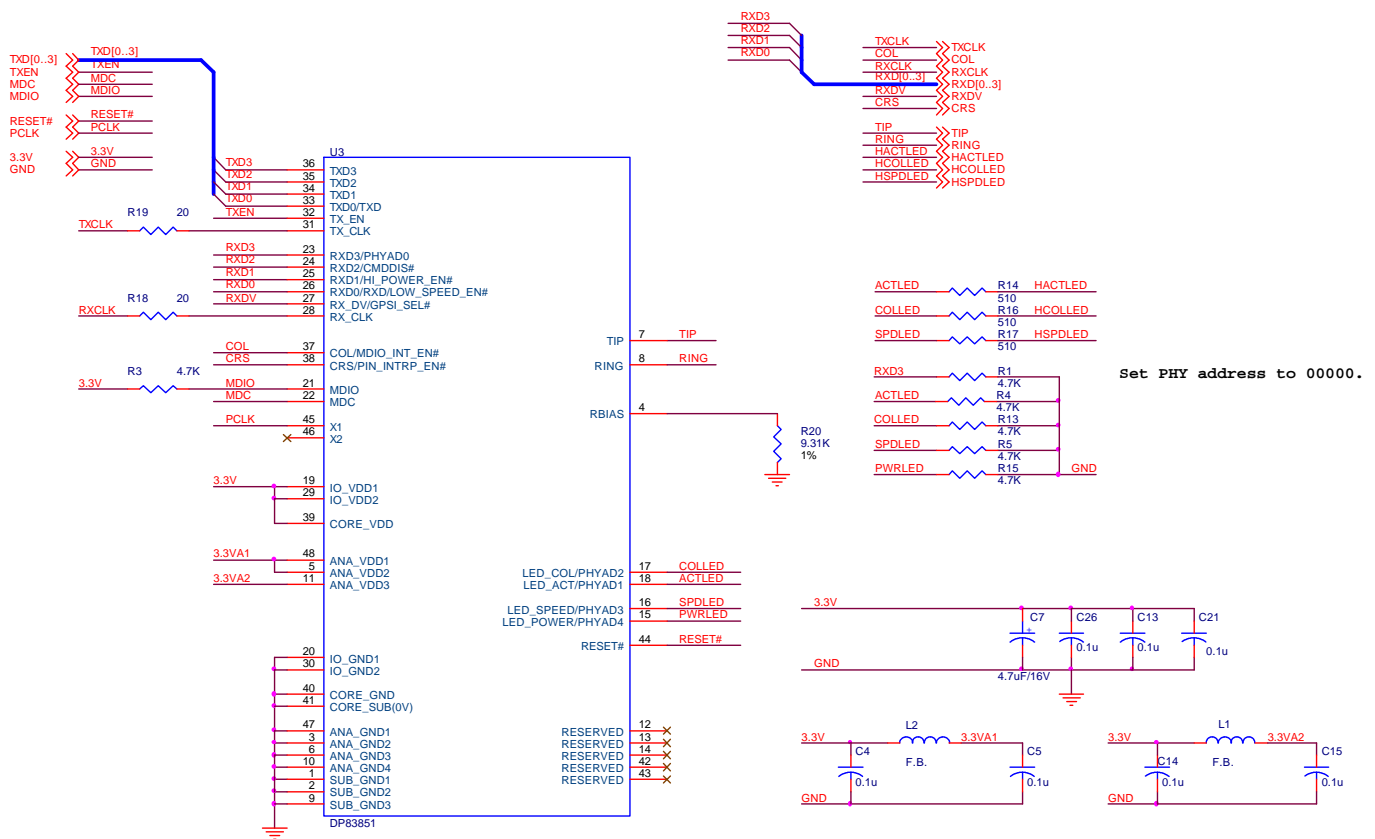 TXD[0..3]
TXD[0..3]
TXEN
TXEN
MDC
MDC
MDIO
MDIO
RESET#
RESET#
PCLK
PCLK
3.3V
3.3V
GND
GND
RXD3
RXD2
RXD1
RXD0
TXCLK
TXCLK
COL
COL
RXCLK
RXCLK
RXD[0..3]
RXD[0..3]
RXDV
RXDV
CRS
CRS
TIP
TIP
RING
RING
HACTLED
HACTLED
HCOLLED
HCOLLED
HSPDLED
HSPDLED
U3
TXD3 36 TXD3
TXD2 35 TXD2
TXD1 34 TXD1
TXD0 33 TXD0/TXD
TXEN 32 TX_EN
R19 20
TXCLK 31 TX_CLK
RXD3 23 RXD3/PHYAD0
RXD2 24 RXD2/CMDDIS#
RXD1 25 RXD1/HI_POWER_EN#
RXD0 26 RXD0/RXD/LOW_SPEED_EN#
RXDV 27 RX_DV/GPSI_SEL#
R18 20
RXCLK 28 RX_CLK
COL 37 COL/MDIO_INT_EN#
CRS 38 CRS/PIN_INTRP_EN#
R3 4.7K
3.3V MDIO 21 MDIO
MDC 22 MDC
PCLK 45 X1
46 X2
3.3V 19 IO_VDD1
29 IO_VDD2
39 CORE_VDD
3.3VA1 48 ANA_VDD1
5 ANA_VDD2
3.3VA2 11 ANA_VDD3
20 IO_GND1
30 IO_GND2
40 CORE_GND
41 CORE_SUB(0V)
47 ANA_GND1
3 ANA_GND2
6 ANA_GND3
10 ANA_GND4
1 SUB_GND1
2 SUB_GND2
9 SUB_GND3
DP83851
TIP 7 TIP
RING 8 RING
RBIAS 4
R20
9.31K
1%
LED_COL/PHYAD2 17 COLLED
LED_ACT/PHYAD1 18 ACTLED
LED_SPEED/PHYAD3 16 SPDLED
LED_POWER/PHYAD4 15 PWRLED
RESET# 44 RESET#
RESERVED 12
RESERVED 13
RESERVED 14
RESERVED 42
RESERVED 43
ACTLED R14 HACTLED
510
COLLED R16 HCOLLED
510
SPDLED R17 HSPDLED
510
RXD3 R1
4.7K
ACTLED R4
4.7K
COLLED R13
4.7K
SPDLED R5
4.7K
PWRLED R15 GND
4.7K
Set PHY address to 00000.
3.3V
C7 C26 C13 C21
+
0.1u 0.1u 0.1u
GND
4.7uF/16V
L2
3.3V 3.3VA1
C4 F.B. C5
0.1u 0.1u
GND
L1
3.3V 3.3VA2
C14 F.B. C15
0.1u 0.1u
GND